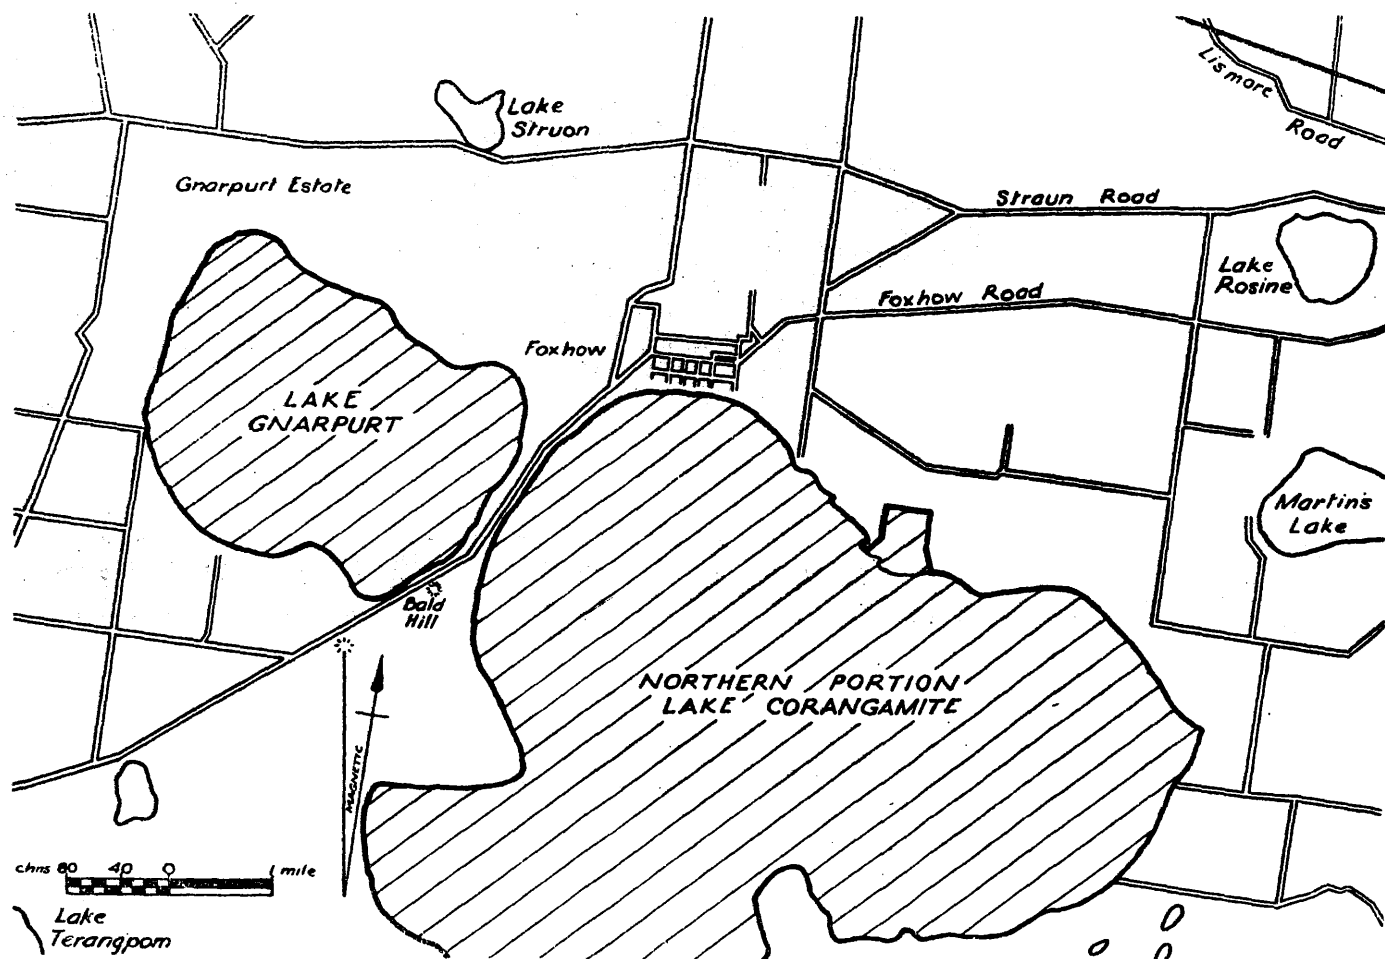 Lismore
Road
Lake
Struon
Gnarpurt Estate
Straun Road
Lake
Rosine
Foxhow Road
Foxhow
LAKE
GNARPURT
Martin's
Lake
Bald
Hill
NORTHERN PORTION
LAKE CORANGAMITE
MAGNETIC
chns 80 40 0 1 mile
Lake
Terangpom